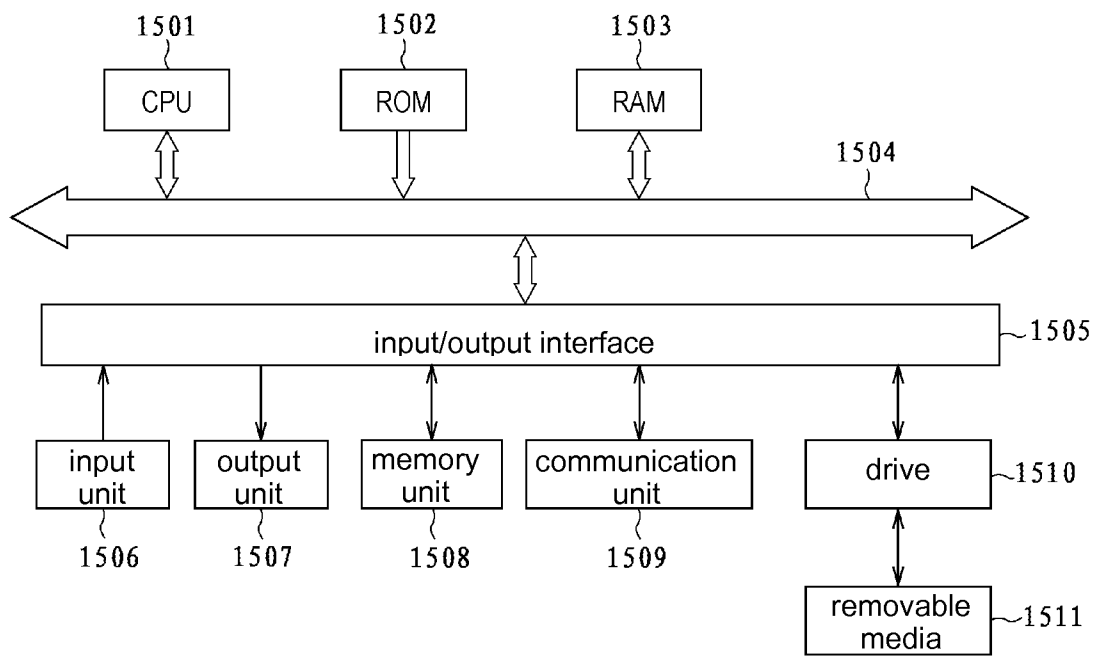 1501
1502
1503
CPU
ROM
RAM
1504
input/output interface
1505
input
unit
output
unit
memory
unit
communication
unit
drive
1510
1506
1507
1508
1509
removable
media
1511